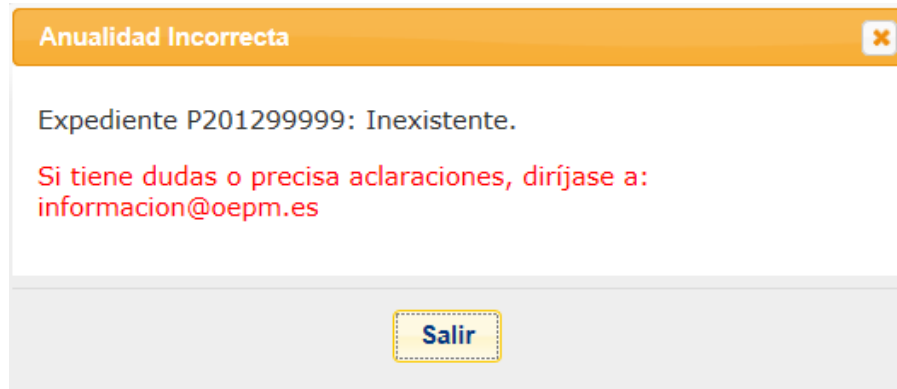 Anualidad Incorrecta
Expediente P201299999: Inexistente.
Si tiene dudas o precisa aclaraciones, diríjase a:
informacion@oepm.es
Salir